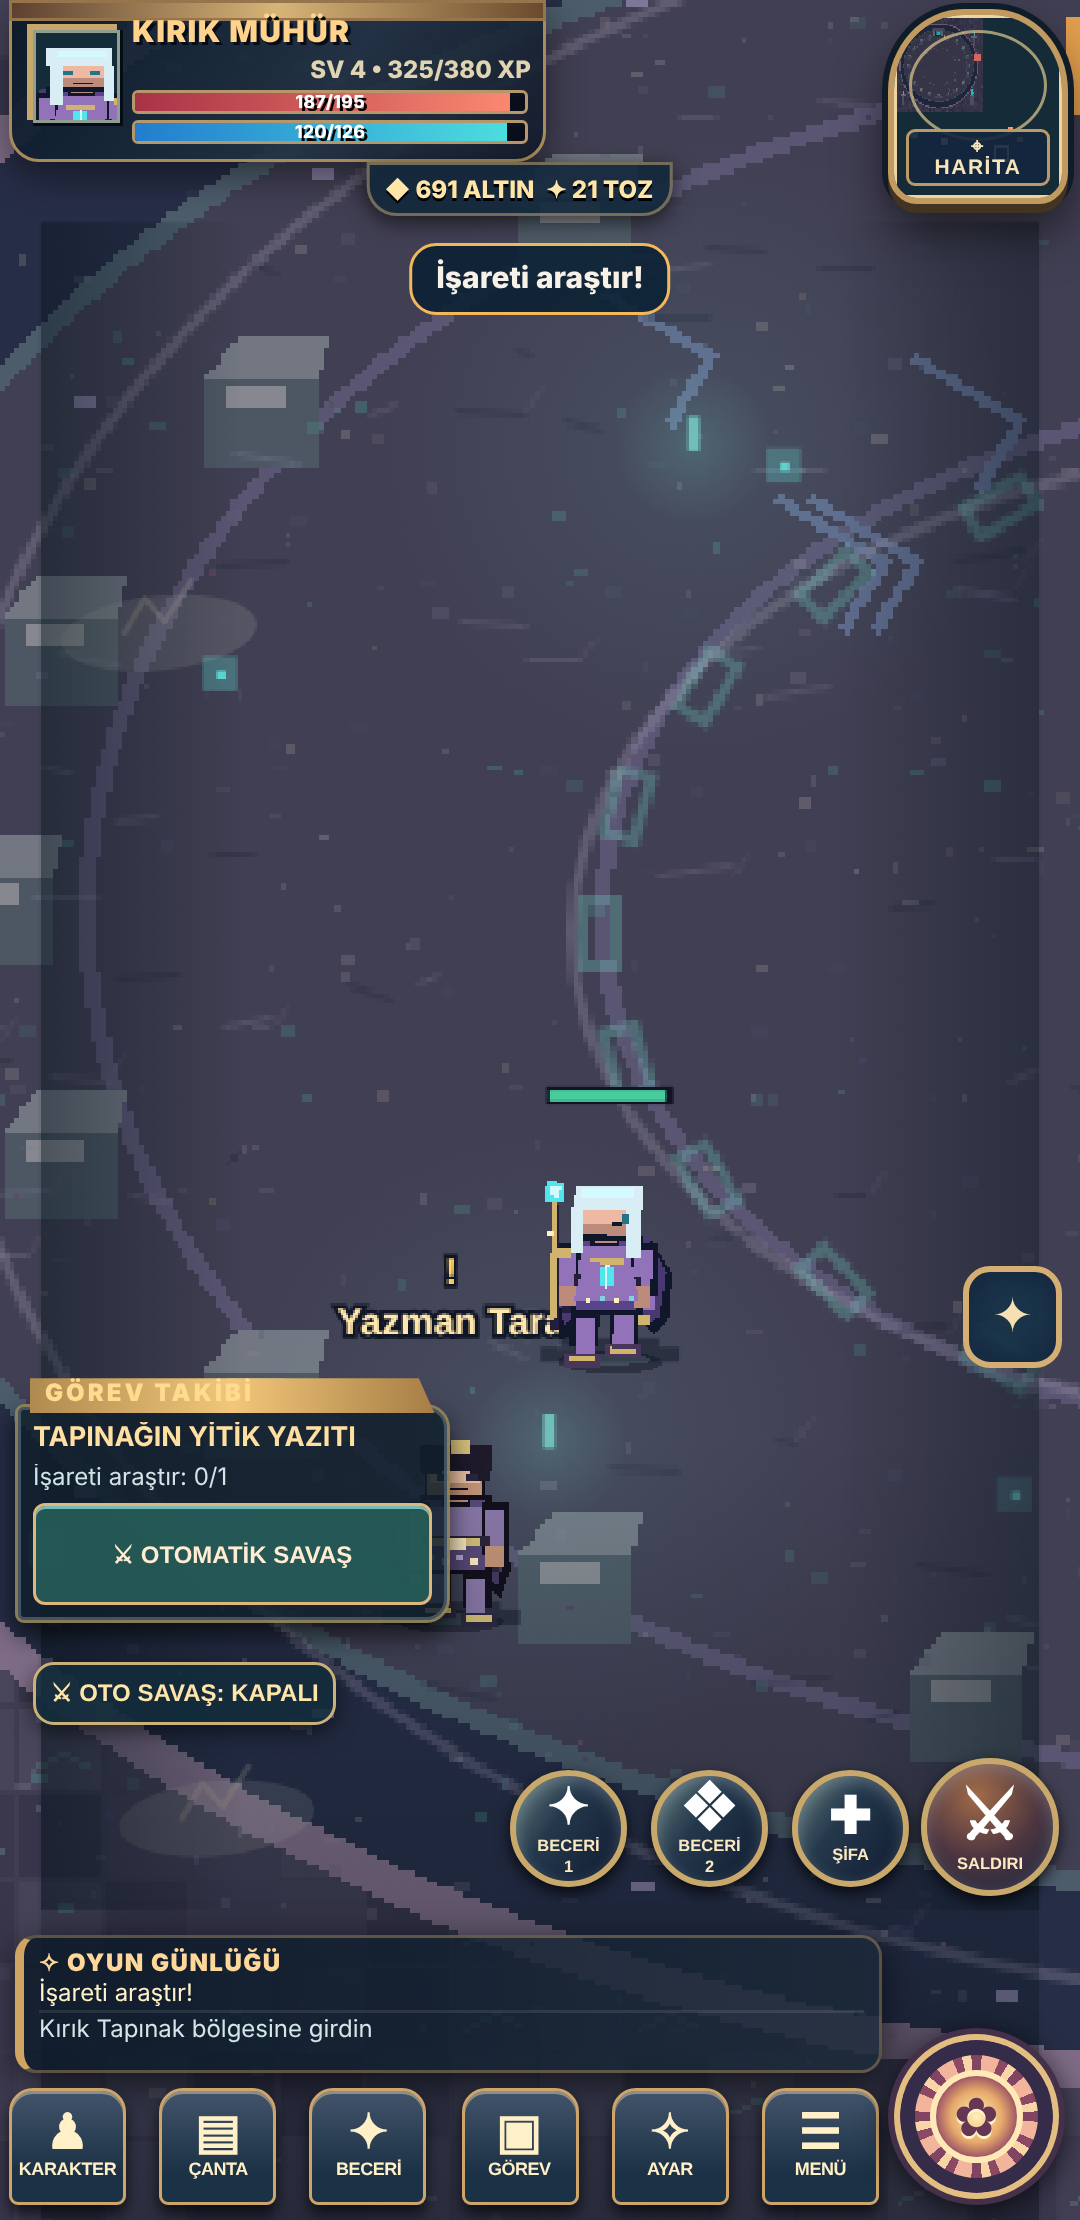 KIRIK MÜHÜR
SV 4 • 325/380 XP
187/195
120/126
◆ 691 ALTIN ✦ 21 TOZ
HARİTA
İşareti araştır!
!
Yazman
GÖREV TAKİBİ
TAPINAĞIN YİTİK YAZITI
İşareti araştır: 0/1
⚔ OTOMATİK SAVAŞ
⚔ OTO SAVAŞ: KAPALI
BECERİ
1
BECERİ
2
ŞİFA
SALDIRI
✧ OYUN GÜNLÜĞÜ
İşareti araştır!
Kırık Tapınak bölgesine girdin
KARAKTER
ÇANTA
BECERİ
GÖREV
AYAR
MENÜ